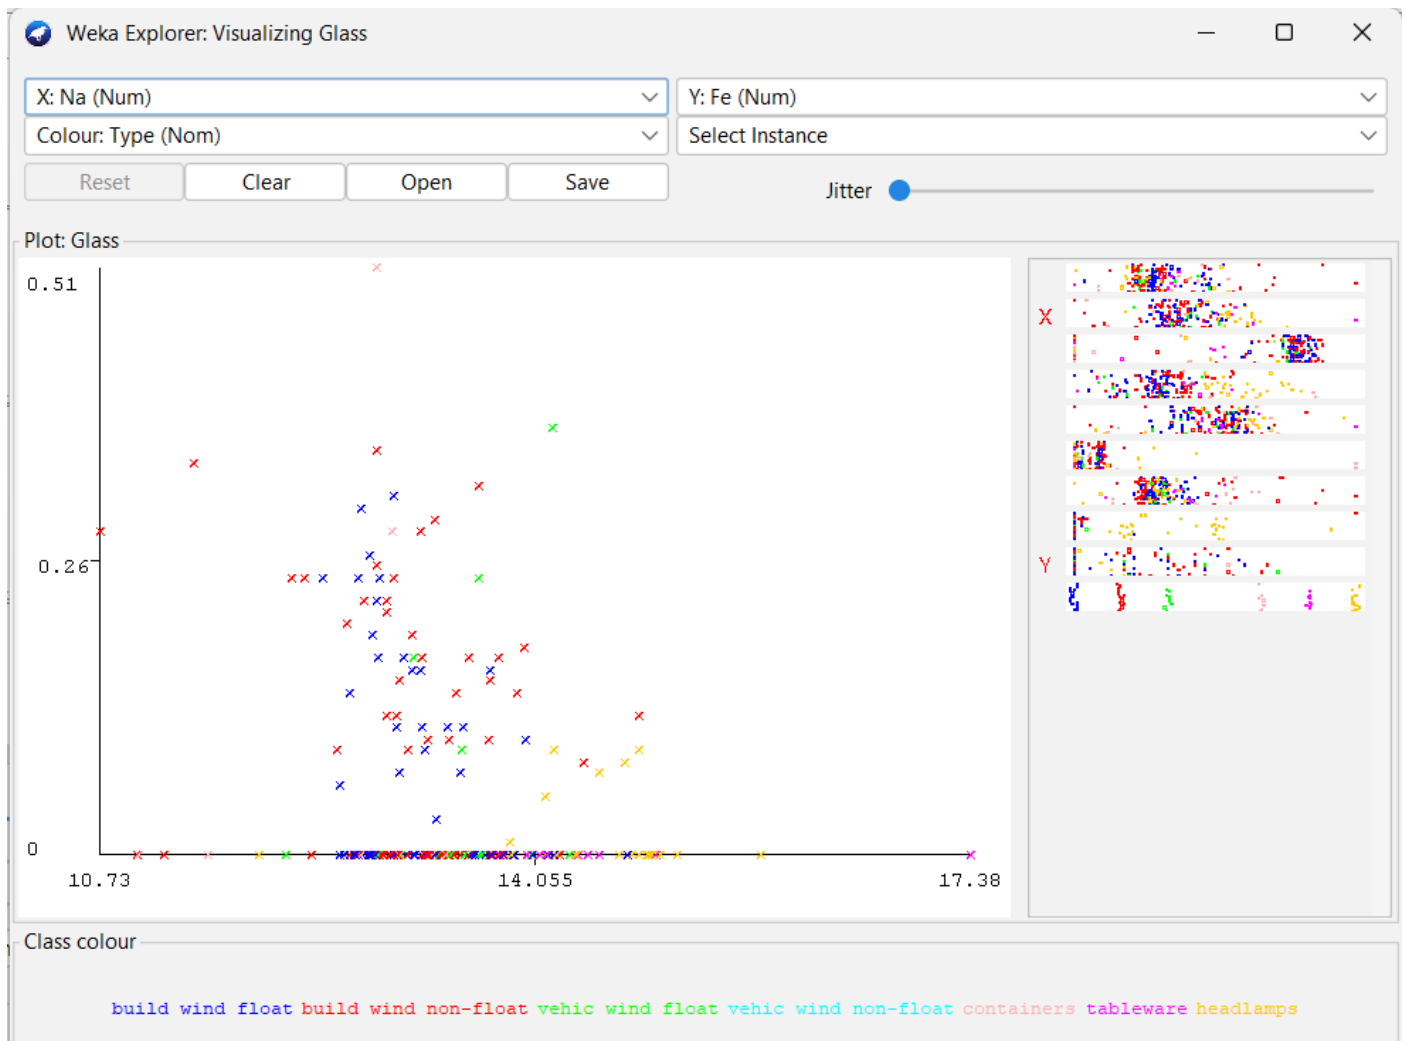 Weka Explorer: Visualizing Glass
X: Na (Num) Y: Fe (Num)
Colour: Type (Nom) Select Instance
Reset Clear Open Save Jitter
Plot: Glass
0.51
X
0.26
Y
0
10.73 14.055 17.38
Class colour
build wind float build wind non-float vehic wind float vehic wind non-float containers tableware headlamps